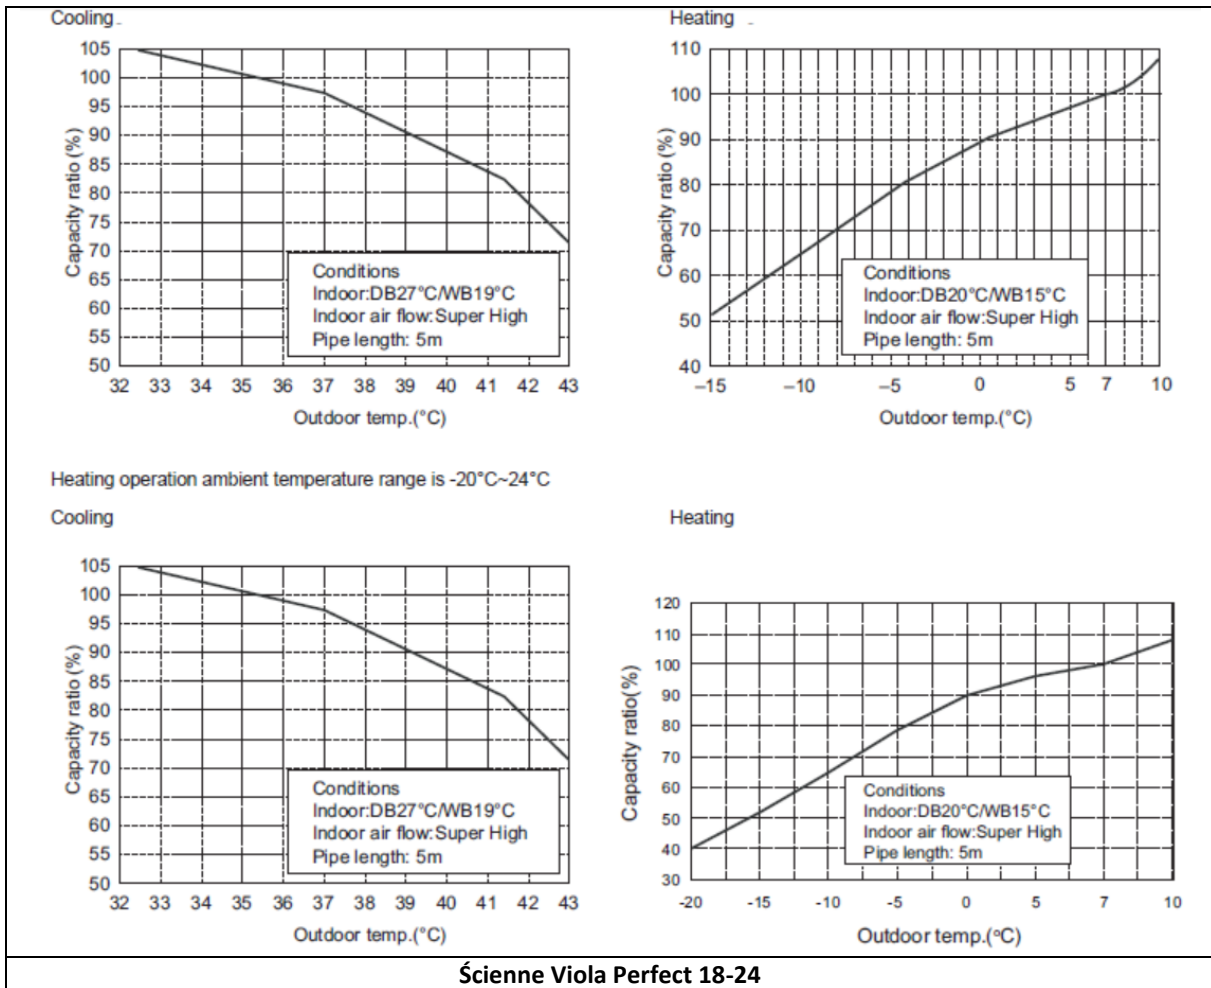 Cooling
Heating
105
100
95
90
85
80
75
70
65
60
55
50
Capacity ratio (%)
Conditions
Indoor:DB27°C/WB19°C
Indoor air flow:Super High
Pipe length: 5m
32 33 34 35 36 37 38 39 40 41 42 43
Outdoor temp.(°C)
110
100
90
80
70
60
50
40
Capacity ratio (%)
Conditions
Indoor:DB20°C/WB15°C
Indoor air flow:Super High
Pipe length: 5m
–15 –10 –5 0 5 7 10
Outdoor temp.(°C)
Heating operation ambient temperature range is -20°C~24°C
Cooling
Heating
105
100
95
90
85
80
75
70
65
60
55
50
Capacity ratio (%)
Conditions
Indoor:DB27°C/WB19°C
Indoor air flow:Super High
Pipe length: 5m
32 33 34 35 36 37 38 39 40 41 42 43
Outdoor temp.(°C)
120
110
100
90
80
70
60
50
40
30
Capacity ratio(%)
Conditions
Indoor:DB20°C/WB15°C
Indoor air flow:Super High
Pipe length: 5m
-20 -15 -10 -5 0 5 7 10
Outdoor temp.(°C)
Ścienne Viola Perfect 18-24